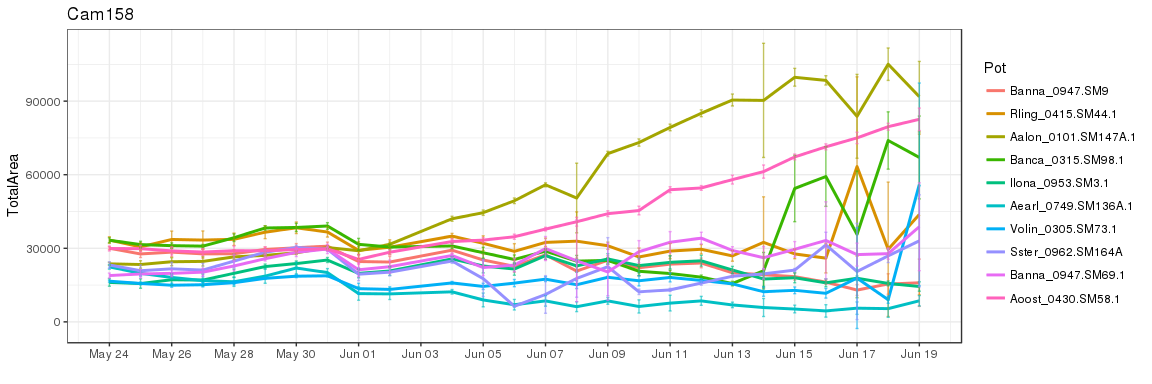 Cam158
TotalArea
90000
60000
30000
0
May 24 May 26 May 28 May 30 Jun 01 Jun 03 Jun 05 Jun 07 Jun 09 Jun 11 Jun 13 Jun 15 Jun 17 Jun 19
Pot
Banna_0947.SM9
Rling_0415.SM44.1
Aalon_0101.SM147A.1
Banca_0315.SM98.1
Ilona_0953.SM3.1
Aearl_0749.SM136A.1
Volin_0305.SM73.1
Sster_0962.SM164A
Banna_0947.SM69.1
Aoost_0430.SM58.1